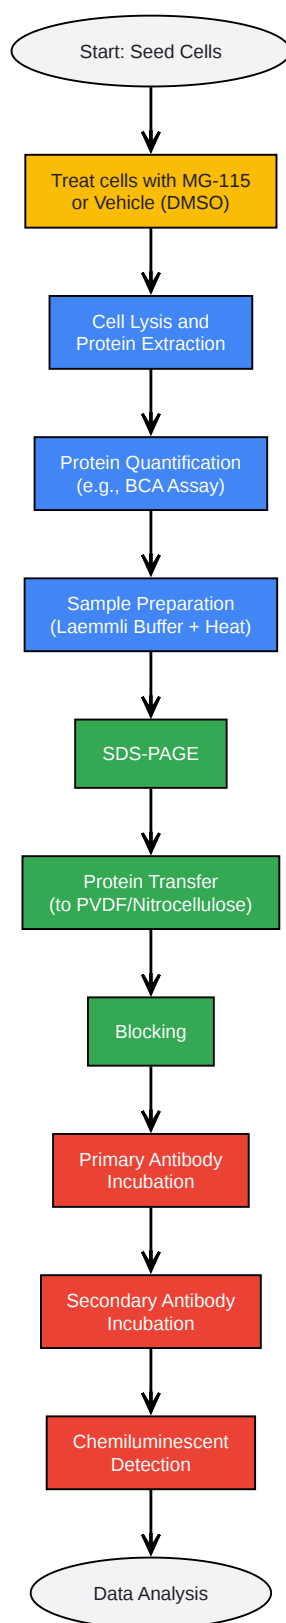 Start: Seed Cells
Treat cells with MG-115
or Vehicle (DMSO)
Cell Lysis and
Protein Extraction
Protein Quantification
(e.g., BCA Assay)
Sample Preparation
(Laemmli Buffer + Heat)
SDS-PAGE
Protein Transfer
(to PVDF/Nitrocellulose)
Blocking
Primary Antibody
Incubation
Secondary Antibody
Incubation
Chemiluminescent
Detection
Data Analysis